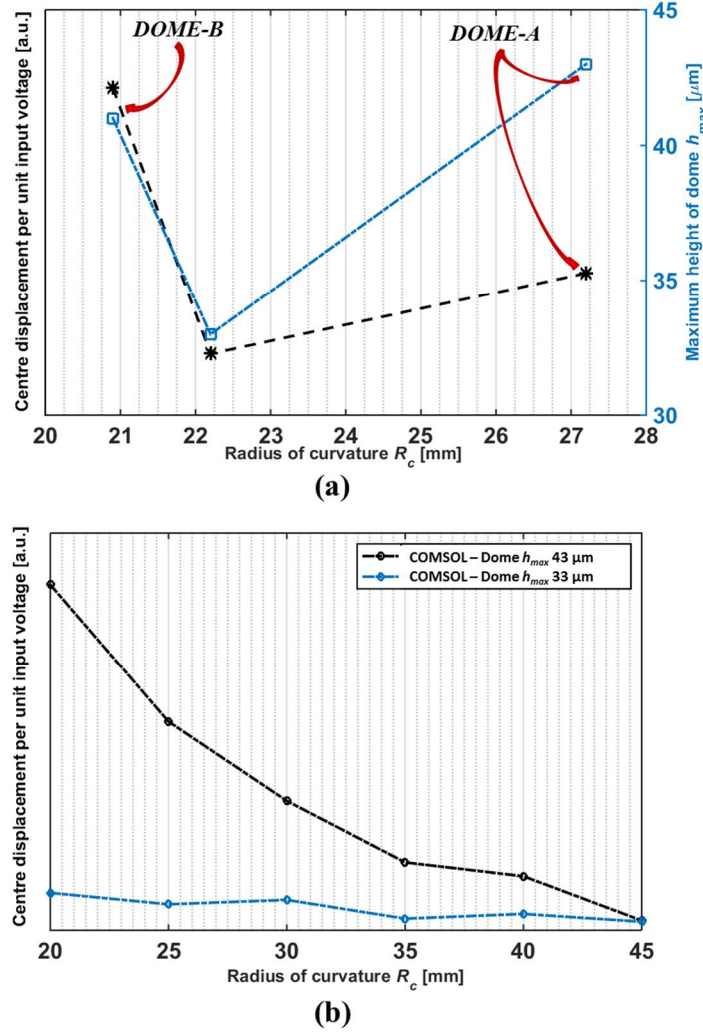 DOME-B
DOME-A
Centre displacement per unit input voltage [a.u.]
45
40
35
30
Maximum height of dome hmax [μm]
20 21 22 23 24 25 26 27 28
Radius of curvature Rc [mm]
(a)
Centre displacement per unit input voltage [a.u.]
COMSOL – Dome hmax 43 μm
COMSOL – Dome hmax 33 μm
20 25 30 35 40 45
Radius of curvature Rc [mm]
(b)